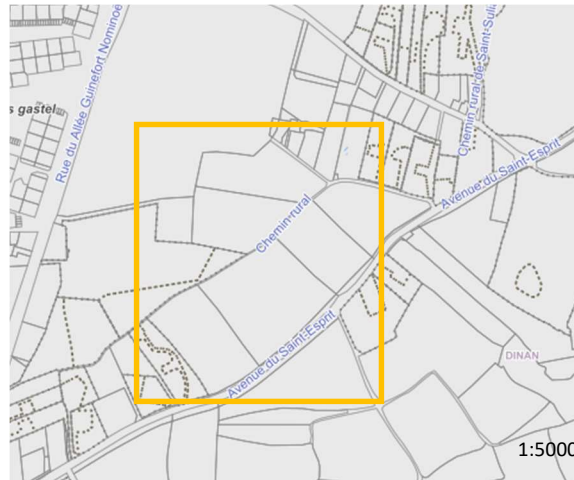 Rue du Allée Guinefort Nominoe
s gastel
Chemin rural de Saint-Sulia
Avenue du Saint-Esprit
Chemin rural
Avenue du Saint-Esprit
DINAN
1:5000